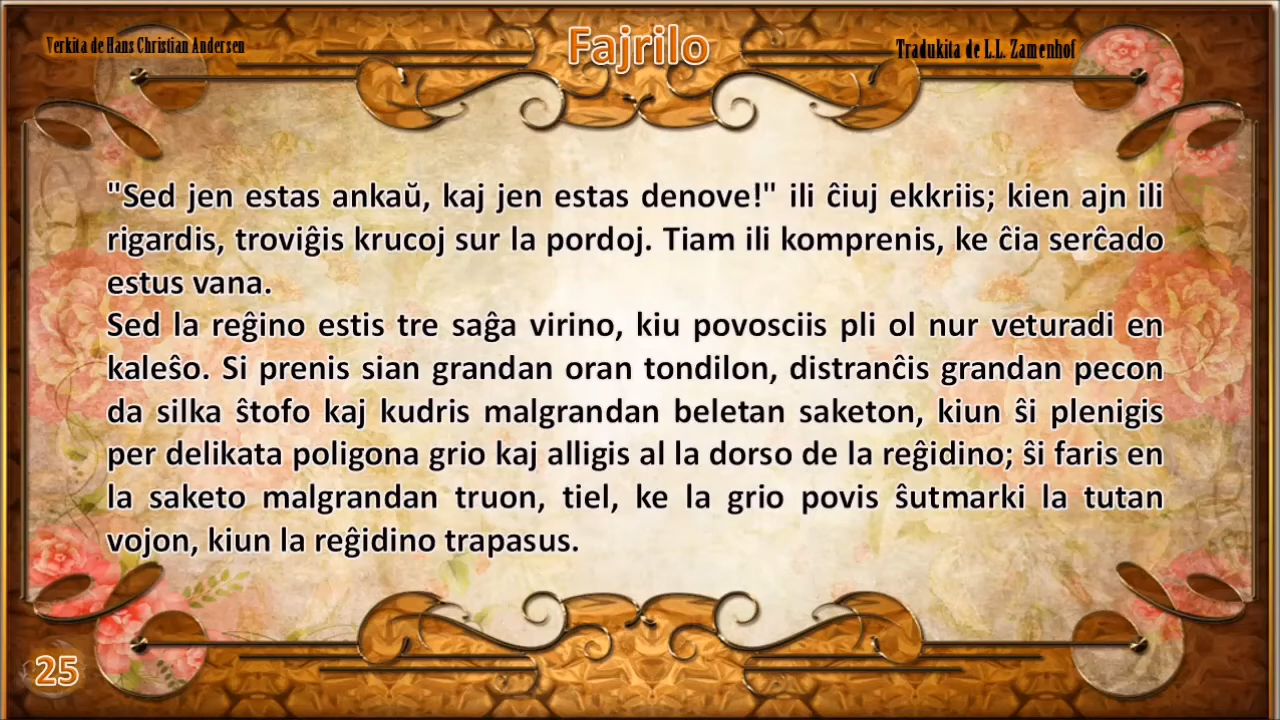 Verkita de Hans Christian Andersen
Fajrilo
Tradukita de L.L. Zamenhof
"Sed jen estas ankaŭ, kaj jen estas denove!" ili ĉiuj ekkriis; kien ajn ili
rigardis, troviĝis krucoj sur la pordoj. Tiam ili komprenis, ke ĉia serĉado
estus vana.
Sed la reĝino estis tre saĝa virino, kiu povosciis pli ol nur veturadi en
kaleŝo. Si prenis sian grandan oran tondilon, distranĉis grandan pecon
da silka ŝtofo kaj kudris malgrandan beletan saketon, kiun ŝi plenigis
per delikata poligona grio kaj alligis al la dorso de la reĝidino; ŝi faris en
la saketo malgrandan truon, tiel, ke la grio povis ŝutmarki la tutan
vojon, kiun la reĝidino trapasus.
25